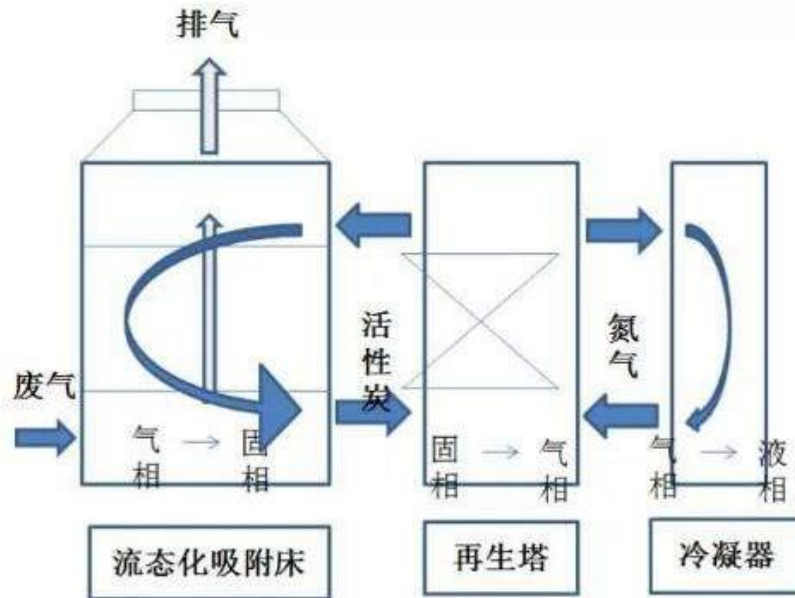 排气
废气
活性炭
氮气
气相 → 固相
固相 → 气相
气相 → 液相
流态化吸附床
再生塔
冷凝器